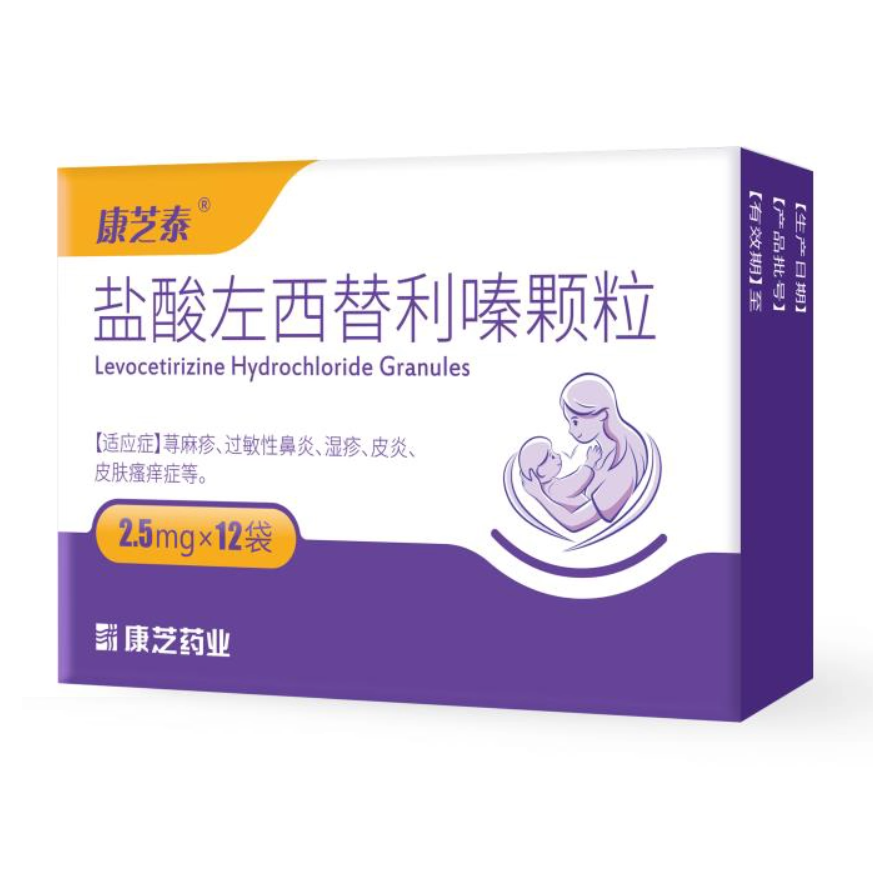 康芝泰®
盐酸左西替利嗪颗粒
Levocetirizine Hydrochloride Granules
【适应症】荨麻疹、过敏性鼻炎、湿疹、皮炎、
皮肤瘙痒症等。
2.5mg×12袋
康芝药业
【生产日期】
【产品批号】
【有效期】至